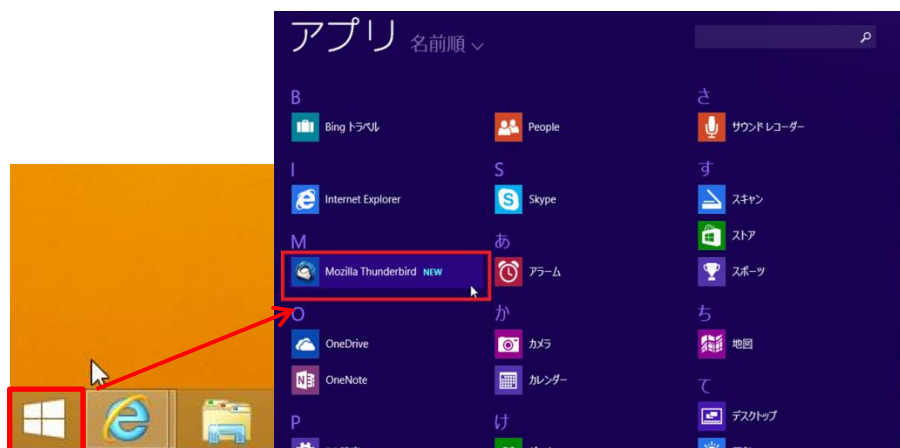 アプリ 名前順
B
Bing トラベル
I
Internet Explorer
M
Mozilla Thunderbird NEW
O
OneDrive
OneNote
P
People
S
Skype
あ
アラーム
か
カメラ
カレンダー
け
さ
サウンド レコーダー
す
スキャン
ストア
スポーツ
ち
地図
て
デスクトップ